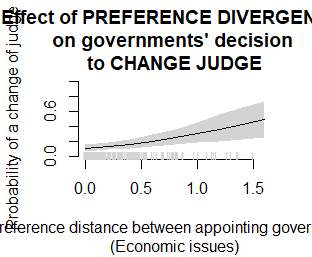 Effect of PREFERENCE DIVERGEN
on governments' decision
to CHANGE JUDGE
Probability of a change of judge
0.6
0.0
0.0 0.5 1.0 1.5
reference distance between appointing gover
(Economic issues)